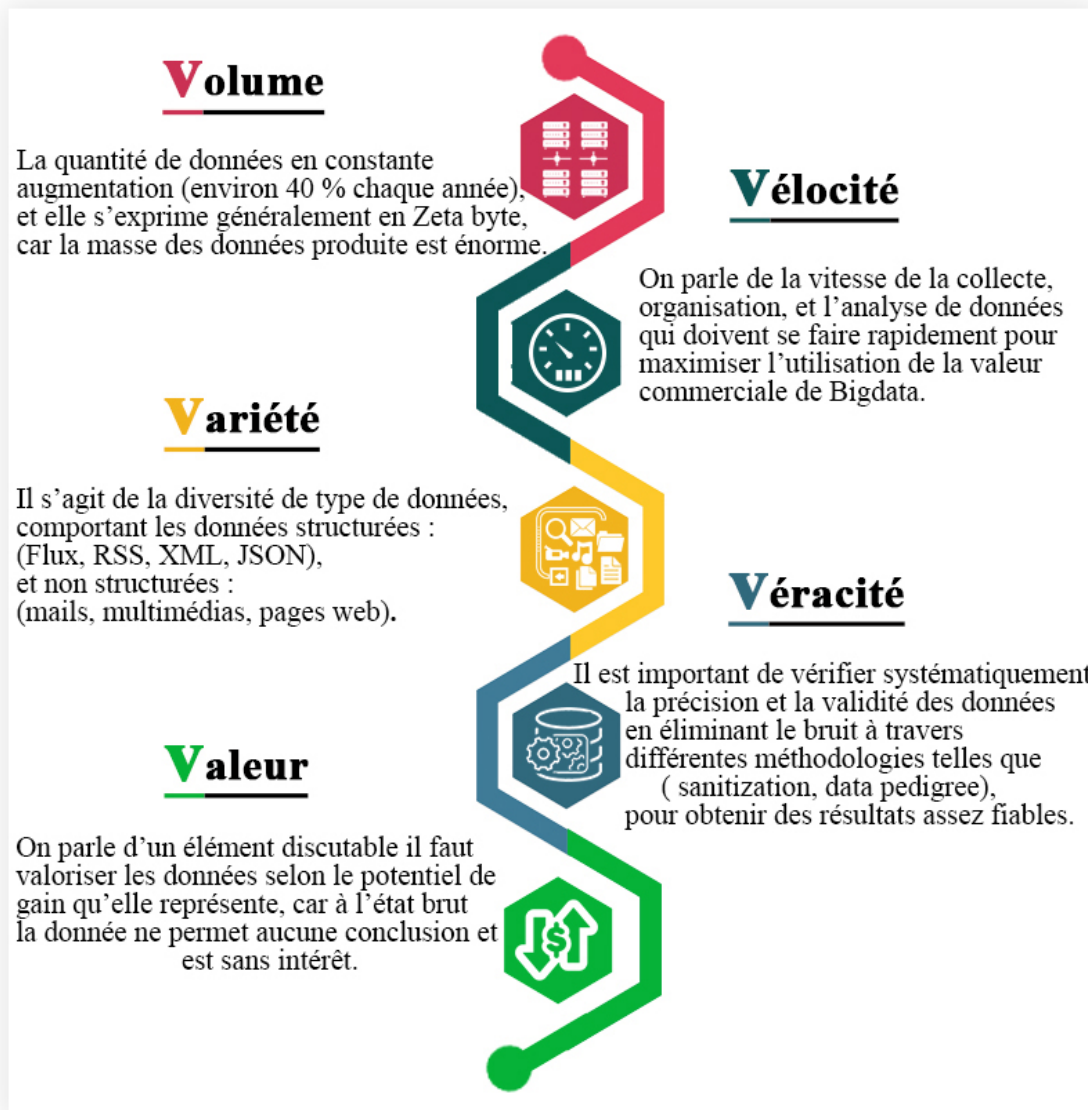 Volume
La quantité de données en constante
augmentation (environ 40 % chaque année),
et elle s’exprime généralement en Zeta byte,
car la masse des données produite est énorme.
Vélocité
On parle de la vitesse de la collecte,
organisation, et l’analyse de données
qui doivent se faire rapidement pour
maximiser l’utilisation de la valeur
commerciale de Bigdata.
Variété
Il s’agit de la diversité de type de données,
comportant les données structurées :
(Flux, RSS, XML, JSON),
et non structurées :
(mails, multimédias, pages web).
Véracité
Il est important de vérifier systématiquement
la précision et la validité des données
en éliminant le bruit à travers
différentes méthodologies telles que
( sanitization, data pedigree),
pour obtenir des résultats assez fiables.
Valeur
On parle d’un élément discutable il faut
valoriser les données selon le potentiel de
gain qu’elle représente, car à l’état brut
la donnée ne permet aucune conclusion et
est sans intérêt.
$